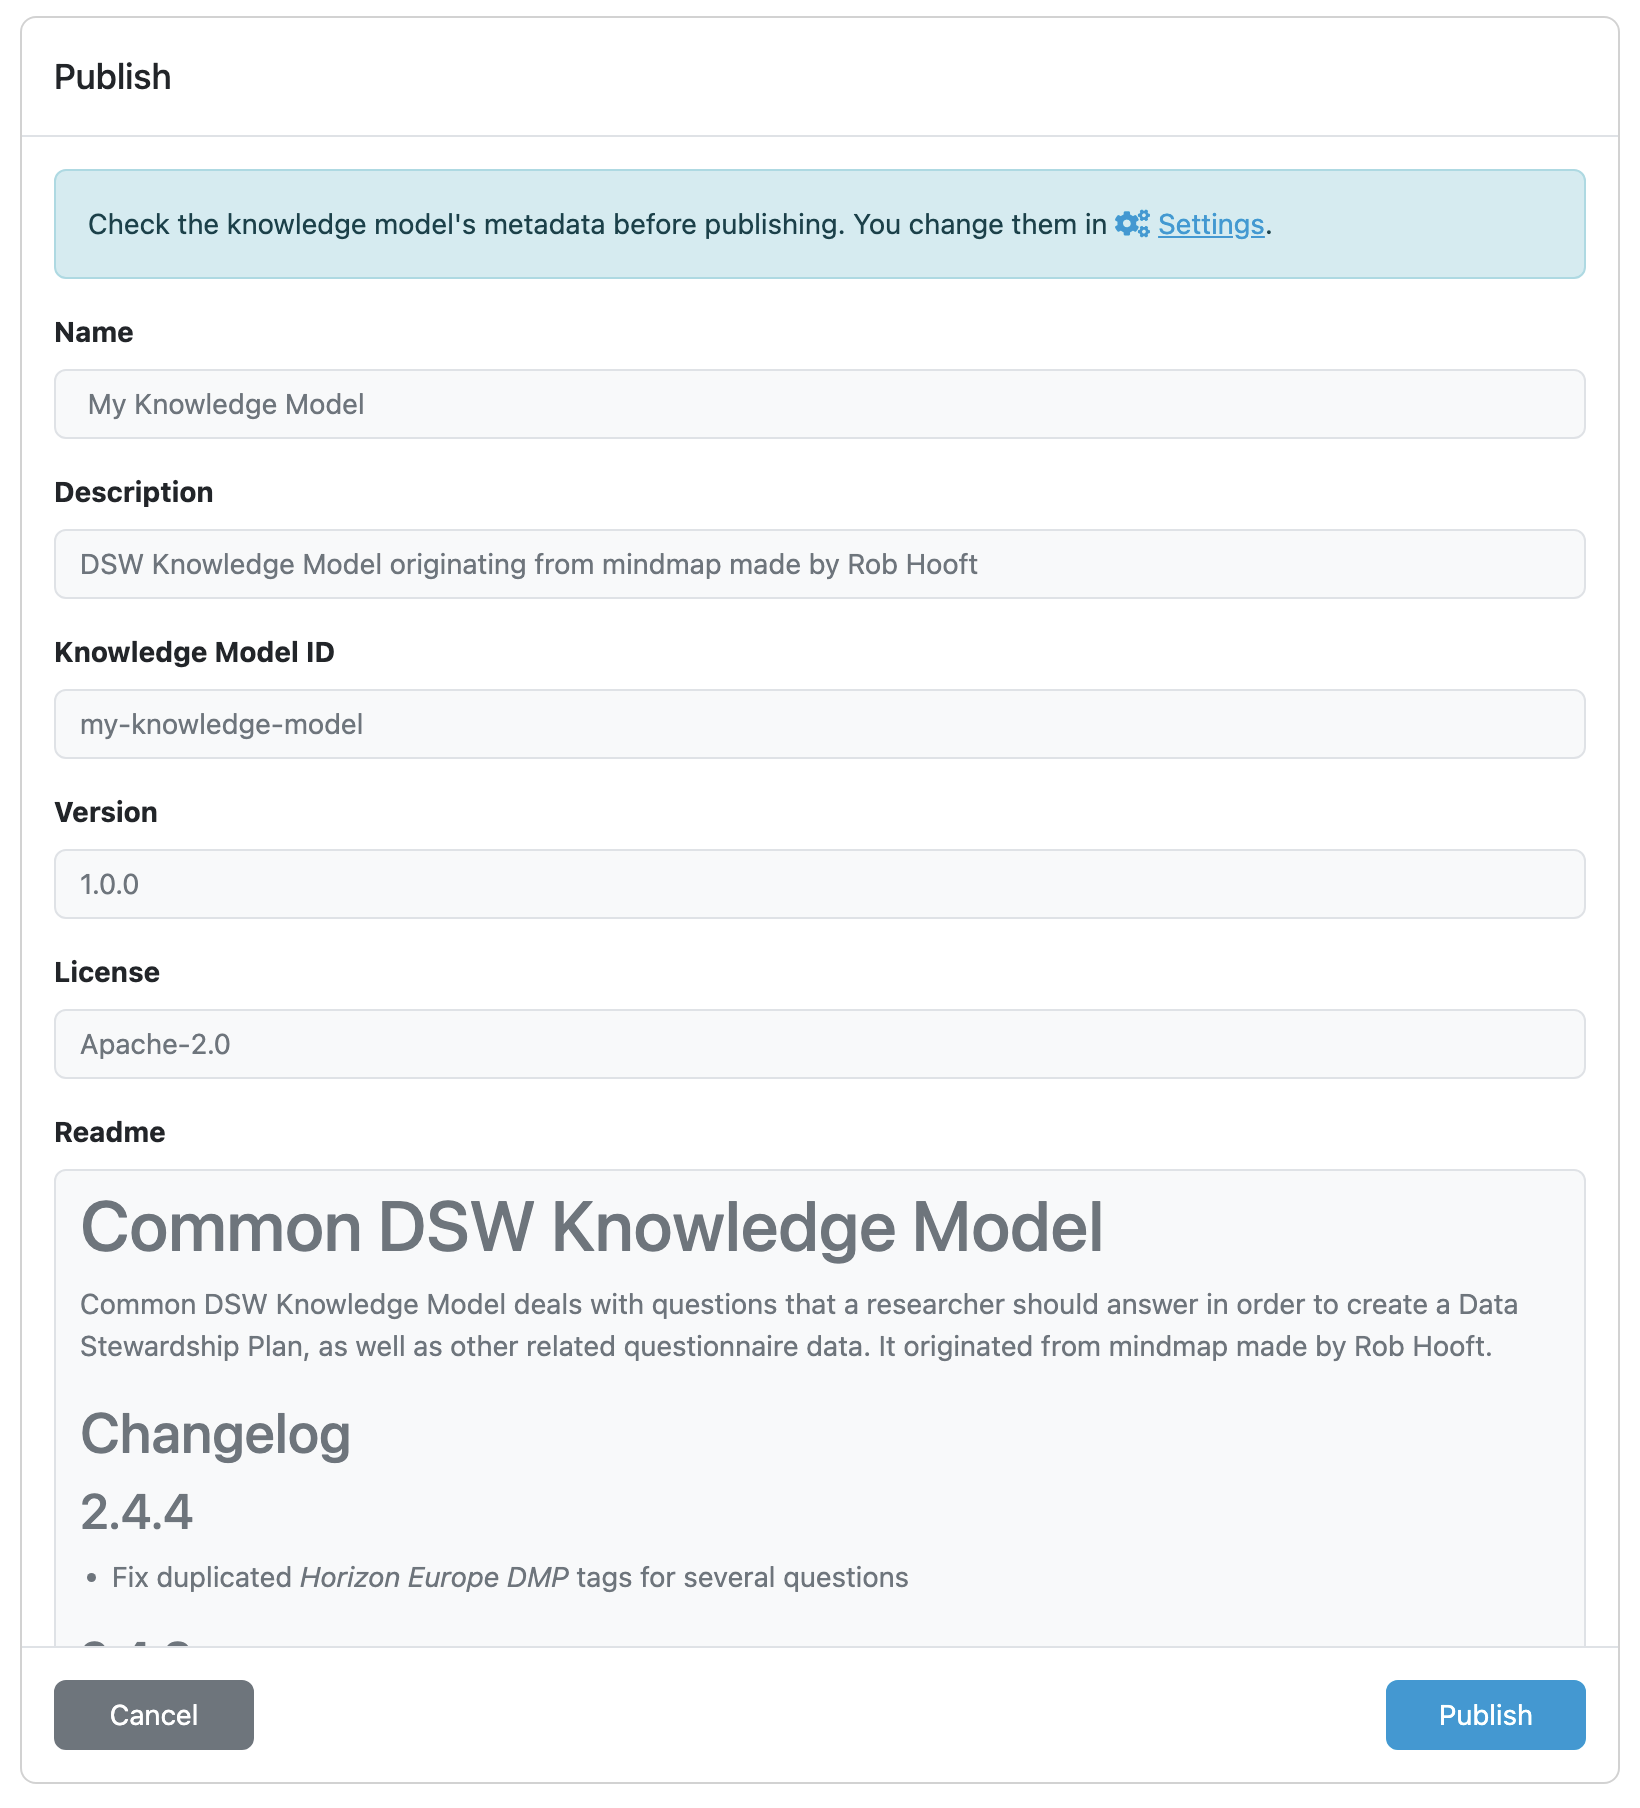 Publish
Check the knowledge model's metadata before publishing. You change them in Settings.
Name
My Knowledge Model
Description
DSW Knowledge Model originating from mindmap made by Rob Hooft
Knowledge Model ID
my-knowledge-model
Version
1.0.0
License
Apache-2.0
Readme
Common DSW Knowledge Model
Common DSW Knowledge Model deals with questions that a researcher should answer in order to create a Data
Stewardship Plan, as well as other related questionnaire data. It originated from mindmap made by Rob Hooft.
Changelog
2.4.4
• Fix duplicated Horizon Europe DMP tags for several questions
Cancel
Publish